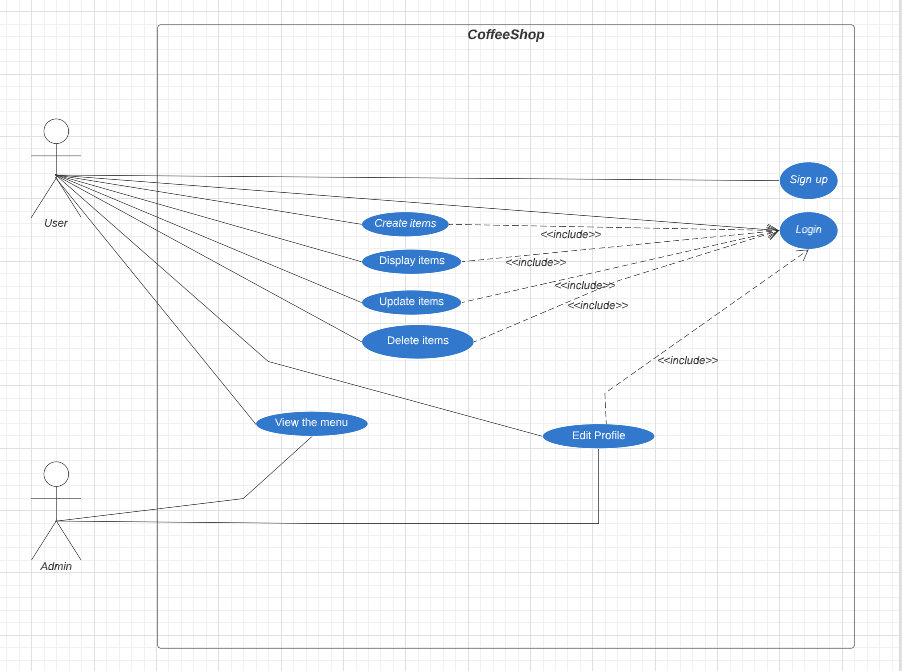 CoffeeShop
Sign up
User
Create items
Login
<<include>>
Display items
<<include>>
<<include>>
Update items
<<include>>
Delete items
<<include>>
View the menu
Edit Profile
Admin